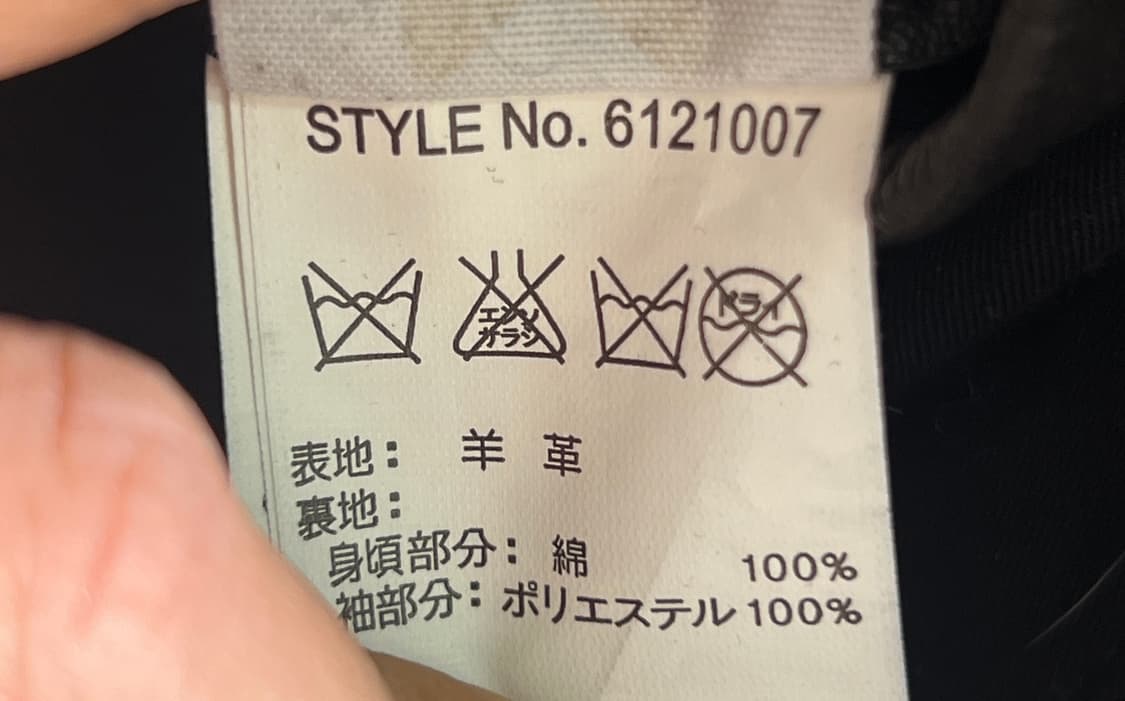 STYLE No. 6121007
エンソ サラシ ドライ
表地： 羊 革
裏地：
身頃部分： 綿 100%
袖部分： ポリエステル 100%